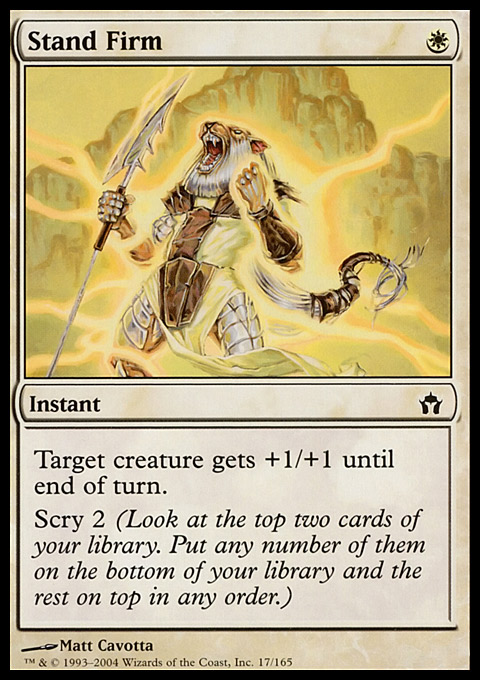 Stand Firm
Instant
Target creature gets +1/+1 until
end of turn.
Scry 2 (Look at the top two cards of
your library. Put any number of them
on the bottom of your library and the
rest on top in any order.)
Matt Cavotta
™ & © 1993–2004 Wizards of the Coast, Inc. 17/165